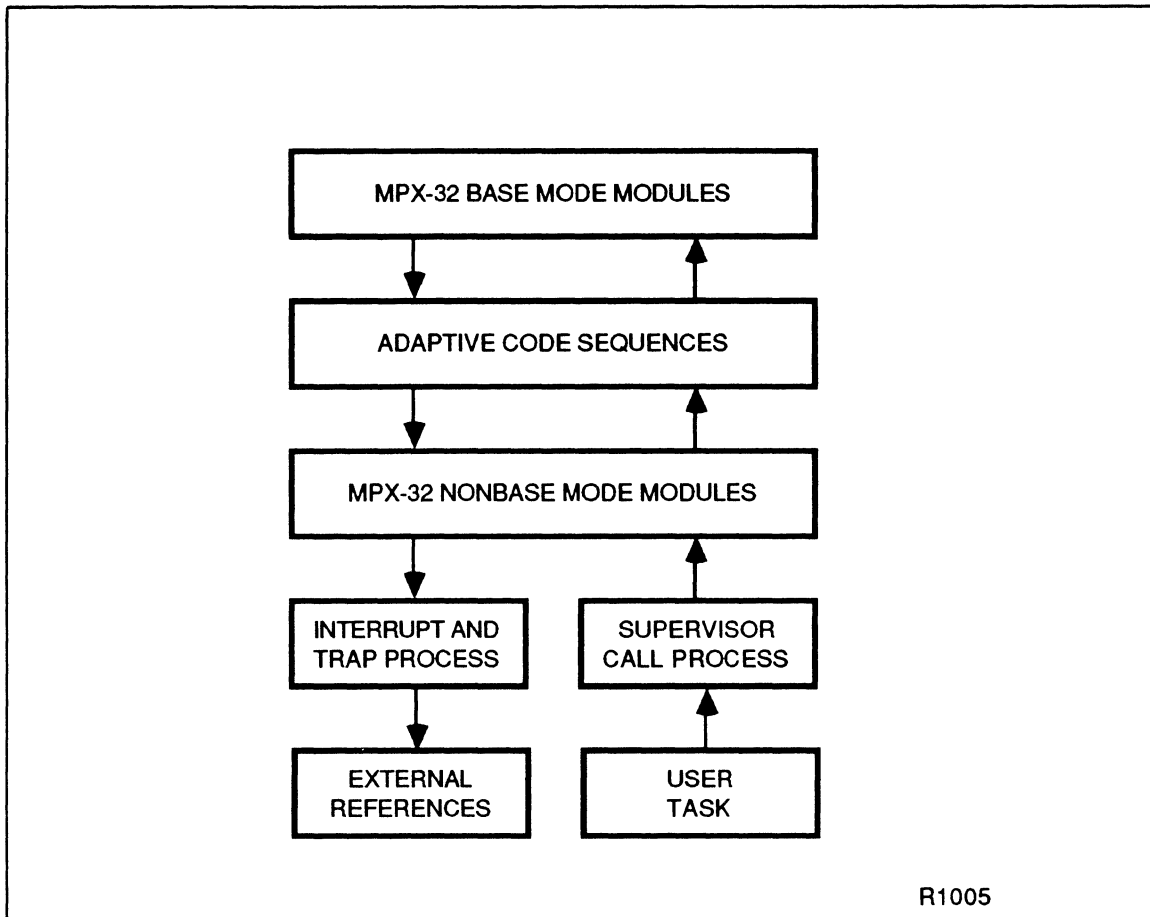 MPX-32 BASE MODE MODULES
ADAPTIVE CODE SEQUENCES
MPX-32 NONBASE MODE MODULES
INTERRUPT AND
TRAP PROCESS
SUPERVISOR
CALL PROCESS
EXTERNAL
REFERENCES
USER
TASK
R1005